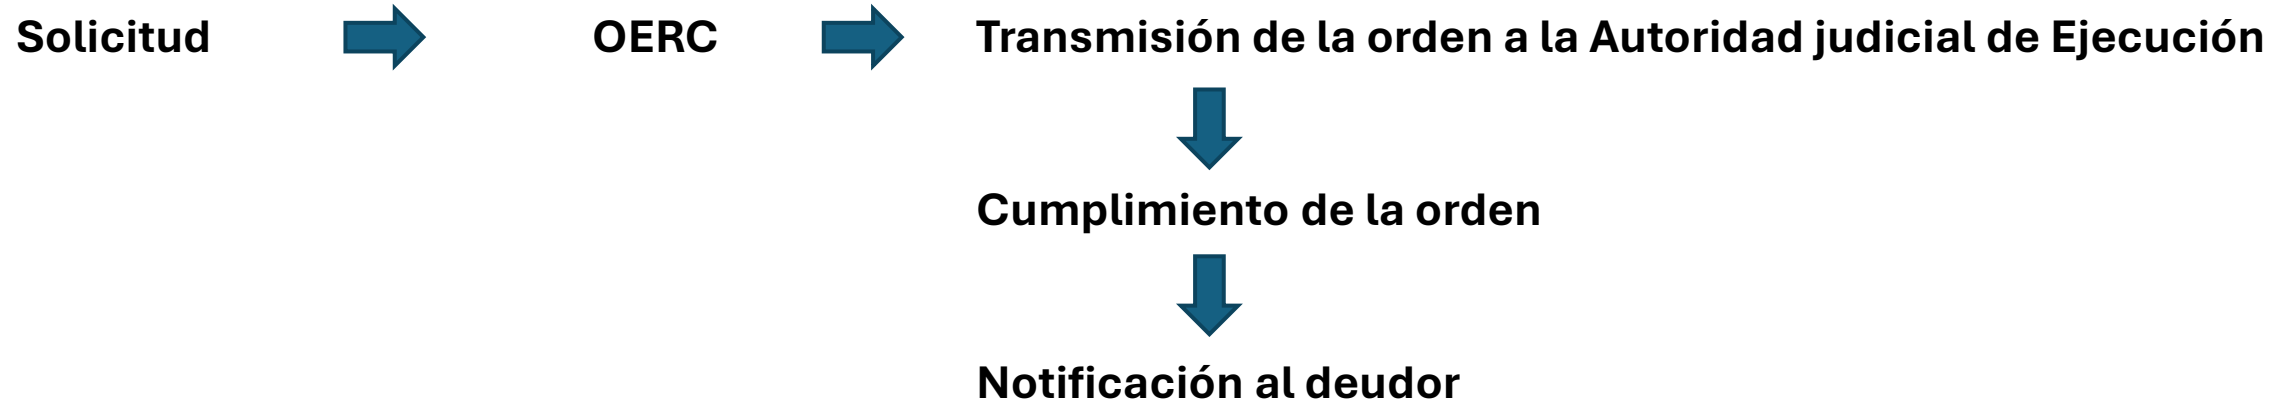 Solicitud
OERC
Transmisión de la orden a la Autoridad judicial de Ejecución
Cumplimiento de la orden
Notificación al deudor